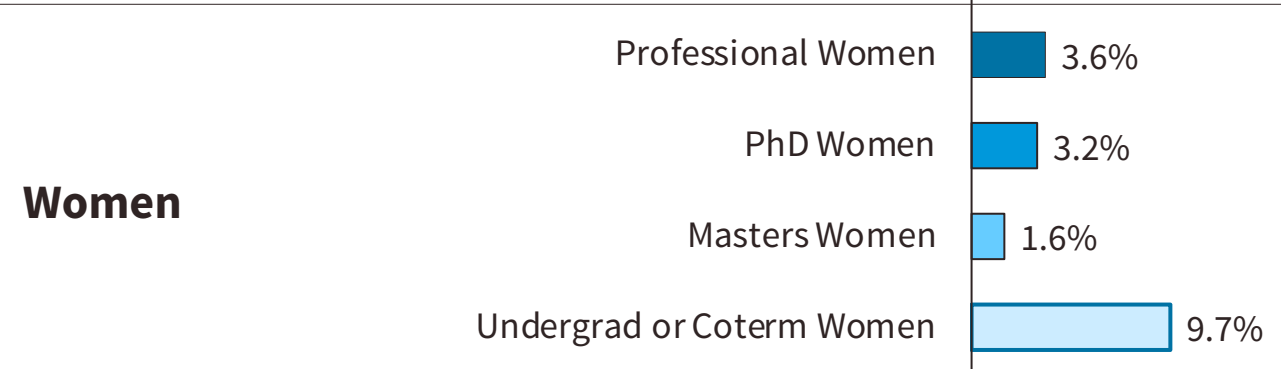 Professional Women 3.6%
PhD Women 3.2%
Women
Masters Women 1.6%
Undergrad or Coterm Women 9.7%